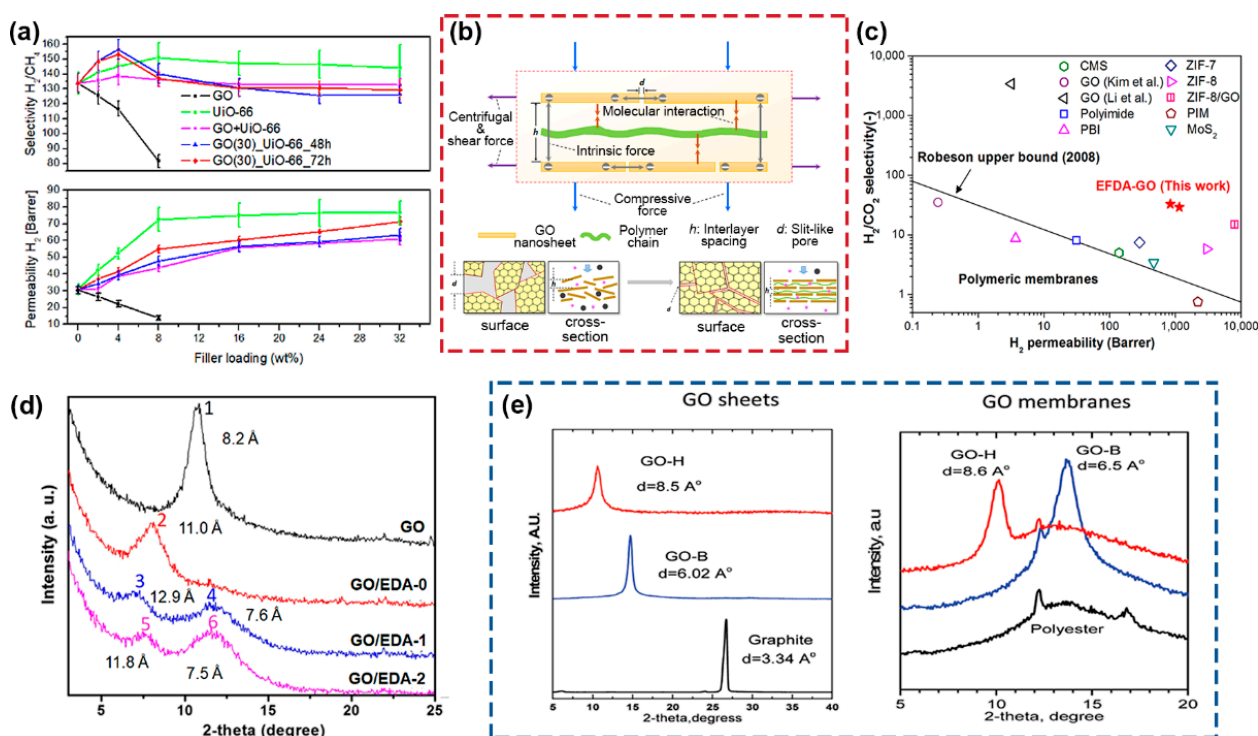 (a)
Selectivity H2/CH4
160
150
140
130
120
110
100
90
80
70
GO
UiO-66
GO+UiO-66
GO(30)_UiO-66_48h
GO(30)_UiO-66_72h
Permeability H2 [Barrer]
90
80
70
60
50
40
30
20
10
0 4 8 12 16 20 24 28 32
Filler loading (wt%)
(b)
d
Centrifugal &
shear force
h
Molecular interaction
Intrinsic force
Compressive
force
GO
nanosheet
Polymer
chain
h: Interlayer
spacing
d: Slit-like
pore
d
h
d
h
surface
cross-
section
surface
cross-
section
(c)
H2/CO2 selectivity(-)
10,000
1,000
100
10
1
CMS
GO (Kim et al.)
GO (Li et al.)
Polyimide
PBI
ZIF-7
ZIF-8
ZIF-8/GO
PIM
MoS2
Robeson upper bound (2008)
EFDA-GO (This work)
Polymeric membranes
0.1 1 10 100 1,000 10,000
H2 permeability (Barrer)
(d)
Intensity (a. u.)
1
8.2 Å
GO
2
11.0 Å
GO/EDA-0
3
12.9 Å
4
7.6 Å
GO/EDA-1
5
11.8 Å
6
7.5 Å
GO/EDA-2
5 10 15 20 25
2-theta (degree)
(e)
GO sheets
Intensity, A.U.
GO-H
d=8.5 A°
GO-B
d=6.02 A°
Graphite
d=3.34 A°
5 10 15 20 25 30 35 40
2-theta,degress
GO membranes
Intensity, a.u
GO-H
d=8.6 A°
GO-B
d=6.5 A°
Polyester
10 15 20
2-theta, degree